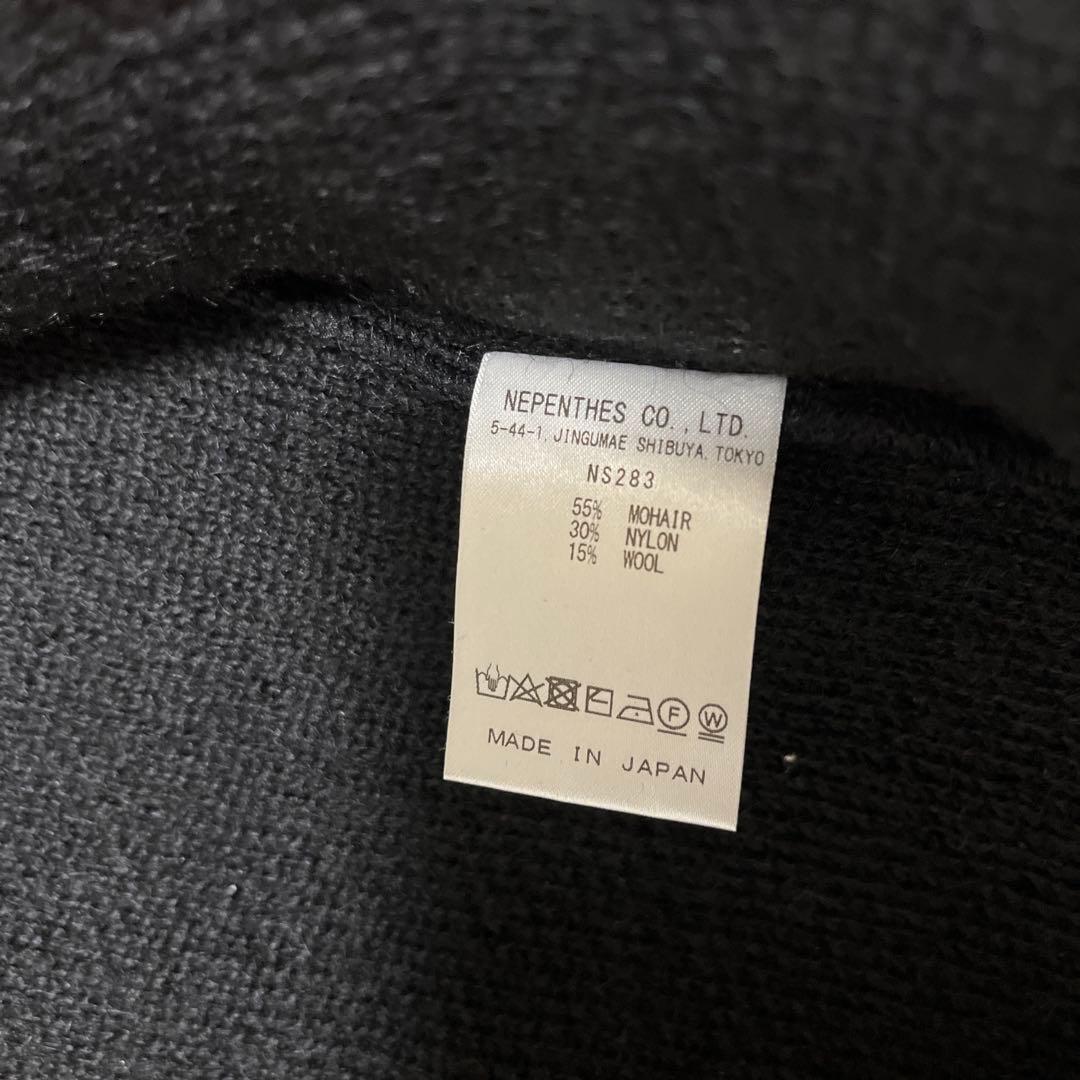 NEPENTHES CO., LTD.
5-44-1, JINGUMAE SHIBUYA, TOKYO
NS283
55% MOHAIR
30% NYLON
15% WOOL
F W
MADE IN JAPAN